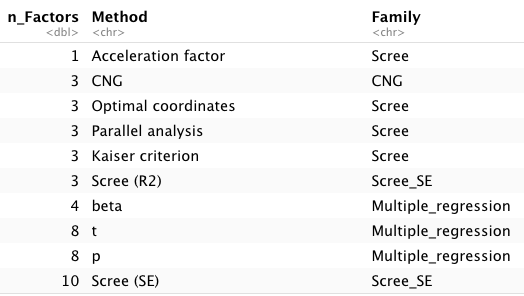 n_Factors Method Family
<dbl> <chr> <chr>
1 Acceleration factor Scree
3 CNG CNG
3 Optimal coordinates Scree
3 Parallel analysis Scree
3 Kaiser criterion Scree
3 Scree (R2) Scree_SE
4 beta Multiple_regression
8 t Multiple_regression
8 p Multiple_regression
10 Scree (SE) Scree_SE